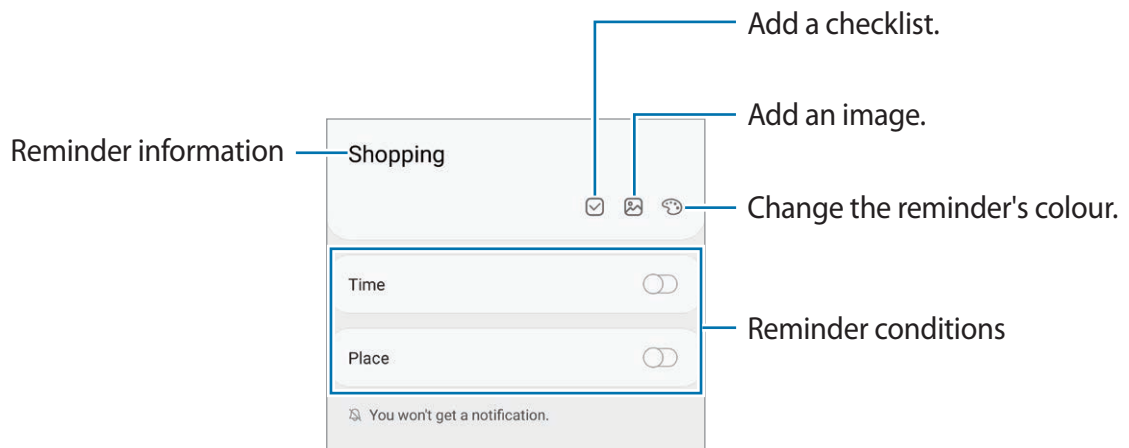 Add a checklist.
Add an image.
Reminder information
Shopping
Change the reminder's colour.
Time
Reminder conditions
Place
You won't get a notification.